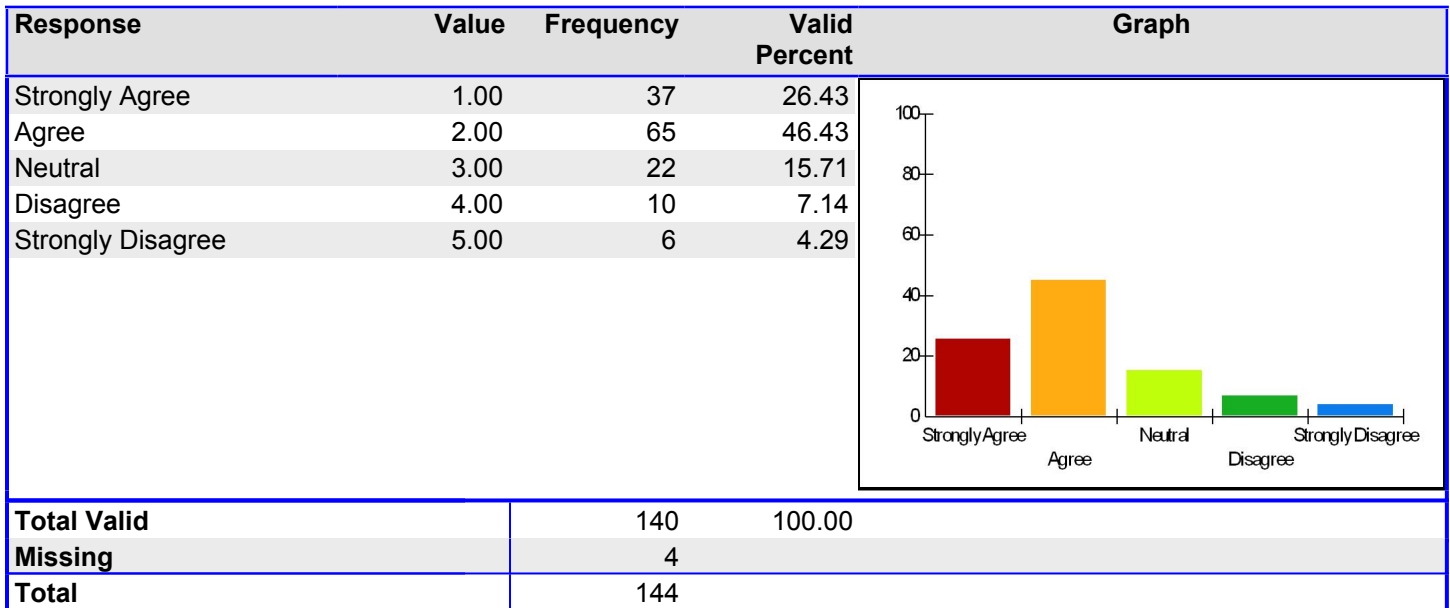 Response Value Frequency Valid Percent Graph
Strongly Agree 1.00 37 26.43
Agree 2.00 65 46.43
Neutral 3.00 22 15.71
Disagree 4.00 10 7.14
Strongly Disagree 5.00 6 4.29
100
80
60
40
20
0
Strongly Agree Neutral Strongly Disagree
Agree Disagree
Total Valid 140 100.00
Missing 4
Total 144